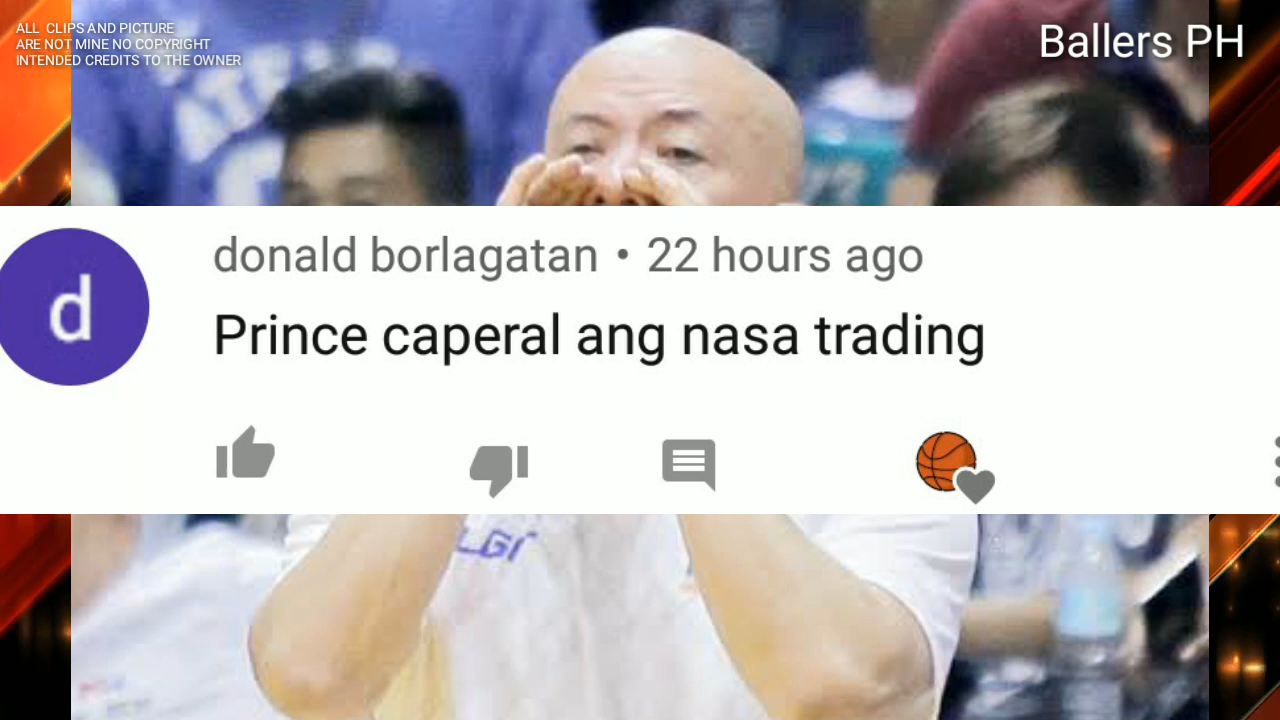 ALL CLIPS AND PICTURE
ARE NOT MINE NO COPYRIGHT
INTENDED CREDITS TO THE OWNER
Ballers PH
donald borlagatan • 22 hours ago
d
Prince caperal ang nasa trading